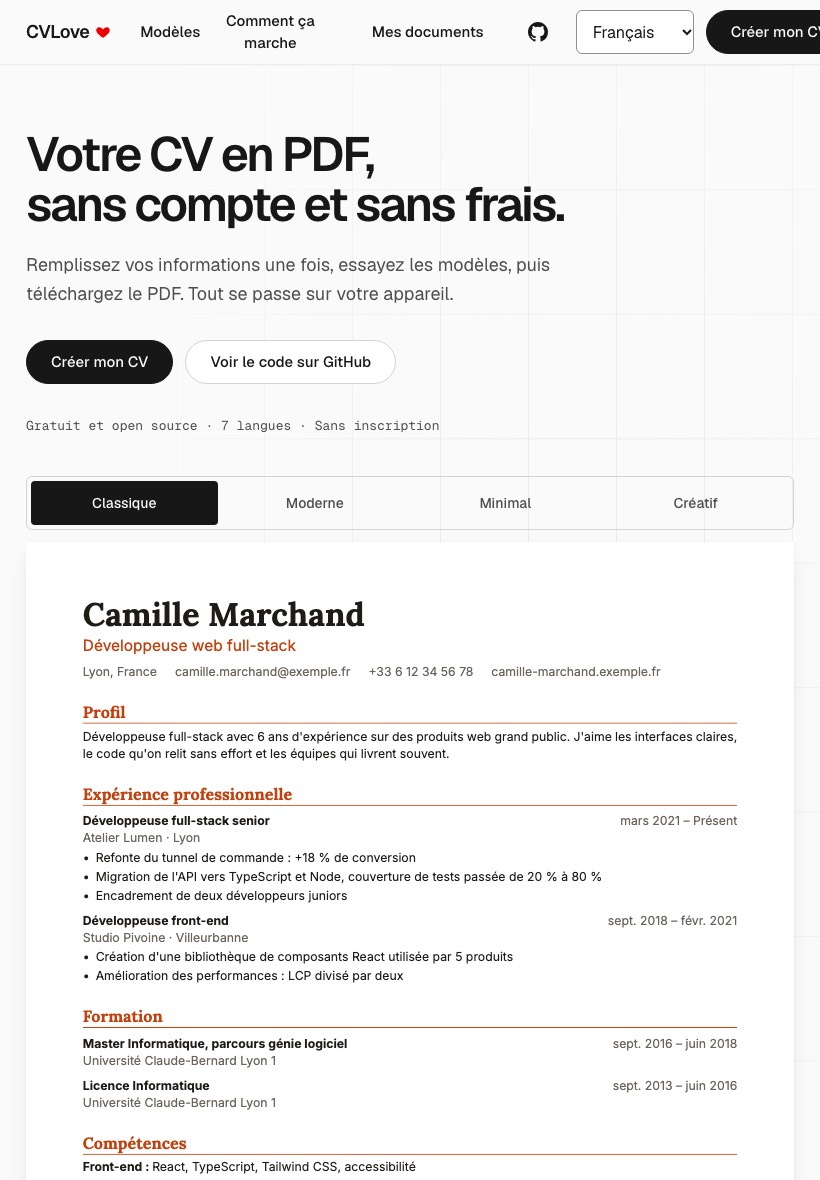 CVLove
Modèles
Comment ça
marche
Mes documents
Français
Créer mon CV
Votre CV en PDF,
sans compte et sans frais.
Remplissez vos informations une fois, essayez les modèles, puis
téléchargez le PDF. Tout se passe sur votre appareil.
Créer mon CV
Voir le code sur GitHub
Gratuit et open source · 7 langues · Sans inscription
Classique
Moderne
Minimal
Créatif
Camille Marchand
Développeuse web full-stack
Lyon, France camille.marchand@exemple.fr +33 6 12 34 56 78 camille-marchand.exemple.fr
Profil
Développeuse full-stack avec 6 ans d'expérience sur des produits web grand public. J'aime les interfaces claires,
le code qu'on relit sans effort et les équipes qui livrent souvent.
Expérience professionnelle
Développeuse full-stack senior mars 2021 – Présent
Atelier Lumen · Lyon
• Refonte du tunnel de commande : +18 % de conversion
• Migration de l'API vers TypeScript et Node, couverture de tests passée de 20 % à 80 %
• Encadrement de deux développeurs juniors
Développeuse front-end sept. 2018 – févr. 2021
Studio Pivoine · Villeurbanne
• Création d'une bibliothèque de composants React utilisée par 5 produits
• Amélioration des performances : LCP divisé par deux
Formation
Master Informatique, parcours génie logiciel sept. 2016 – juin 2018
Université Claude-Bernard Lyon 1
Licence Informatique sept. 2013 – juin 2016
Université Claude-Bernard Lyon 1
Compétences
Front-end : React, TypeScript, Tailwind CSS, accessibilité